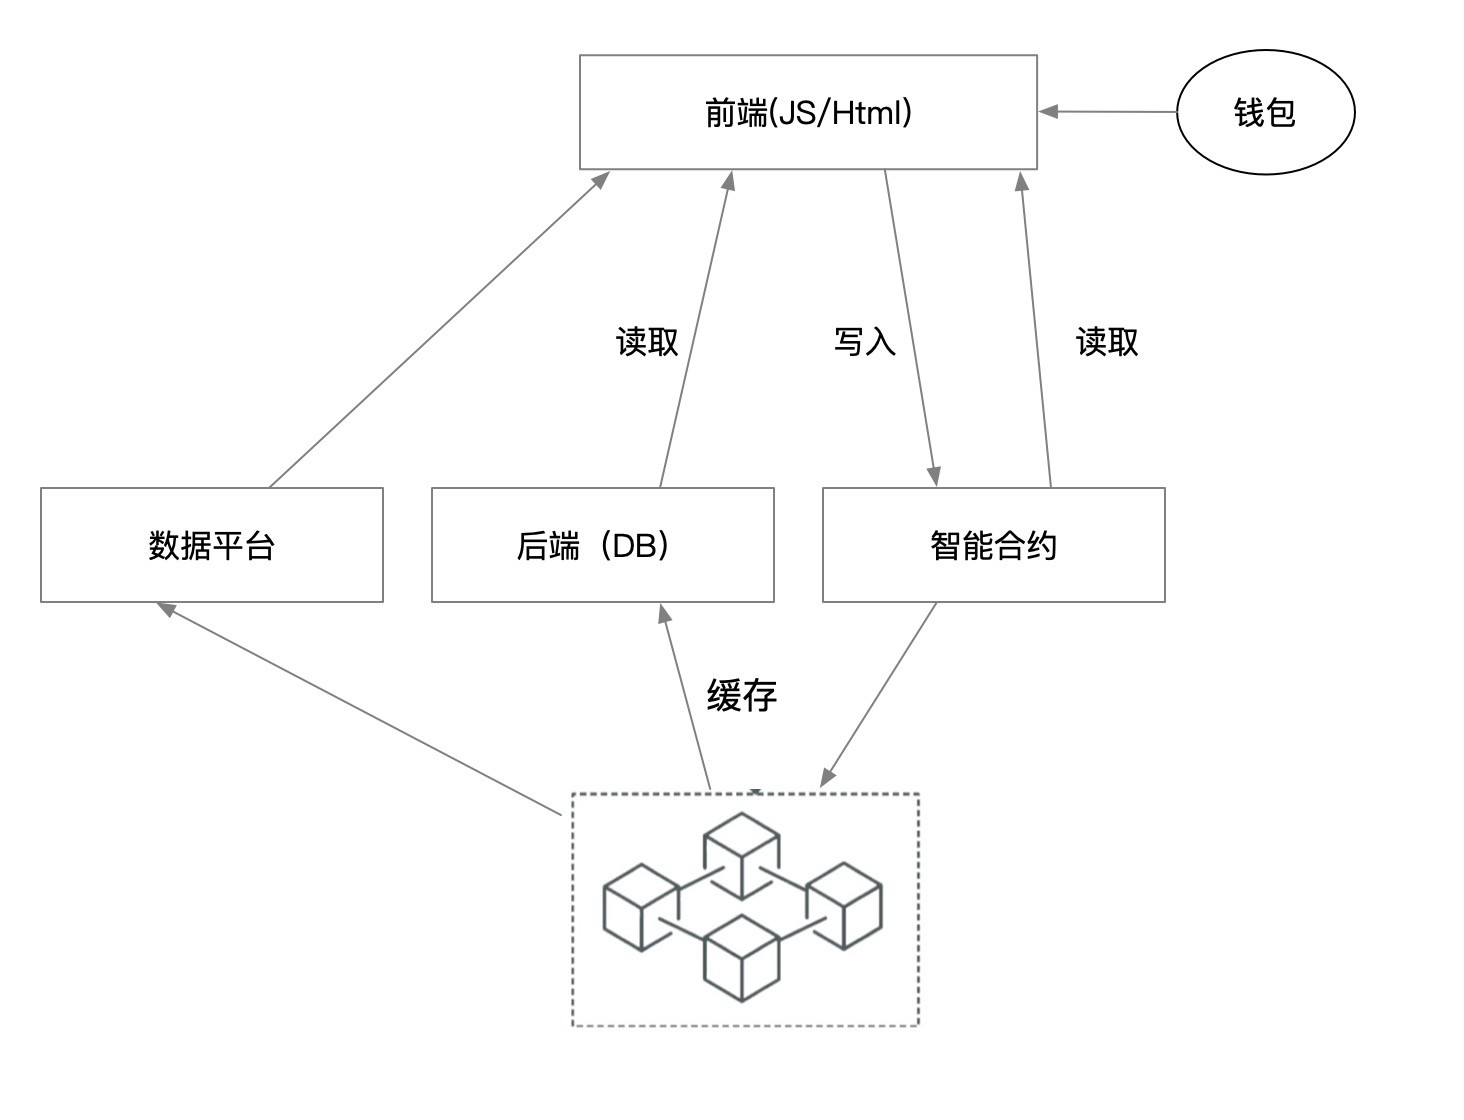 前端(JS/Html)
钱包
读取
写入
读取
数据平台
后端（DB）
智能合约
缓存